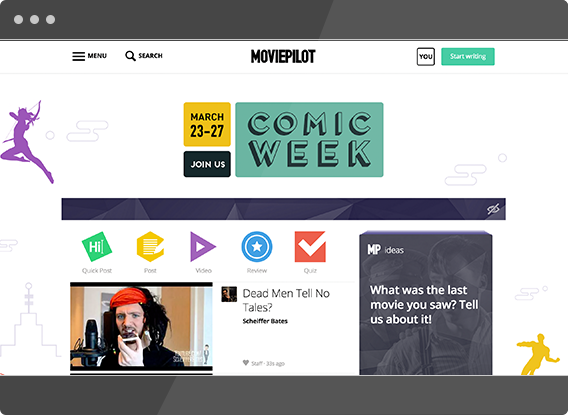 MENU
SEARCH
MOVIEPILOT
YOU
Start writing
MARCH
23-27
JOIN US
COMIC
WEEK
Hi
Quick Post
Post
Video
Review
Quiz
MP ideas
What was the last
movie you saw? Tell
us about it!
Dead Men Tell No
Tales?
Scheiffer Bates
Staff · 33s ago